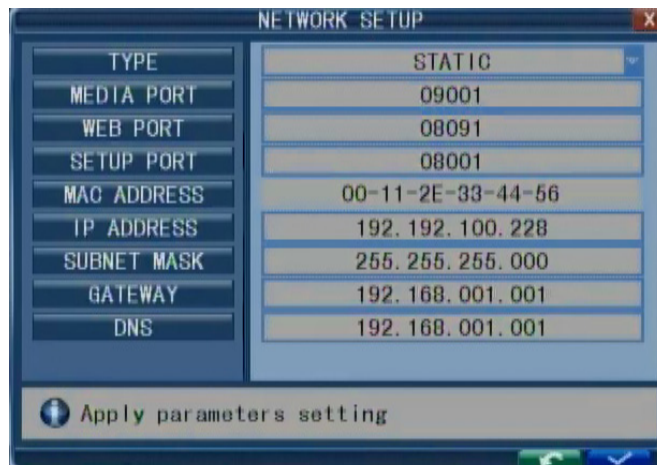 NETWORK SETUP
X
TYPE STATIC
MEDIA PORT 09001
WEB PORT 08091
SETUP PORT 08001
MAC ADDRESS 00-11-2E-33-44-56
IP ADDRESS 192. 192. 100. 228
SUBNET MASK 255. 255. 255. 000
GATEWAY 192. 168. 001. 001
DNS 192. 168. 001. 001
Apply parameters setting